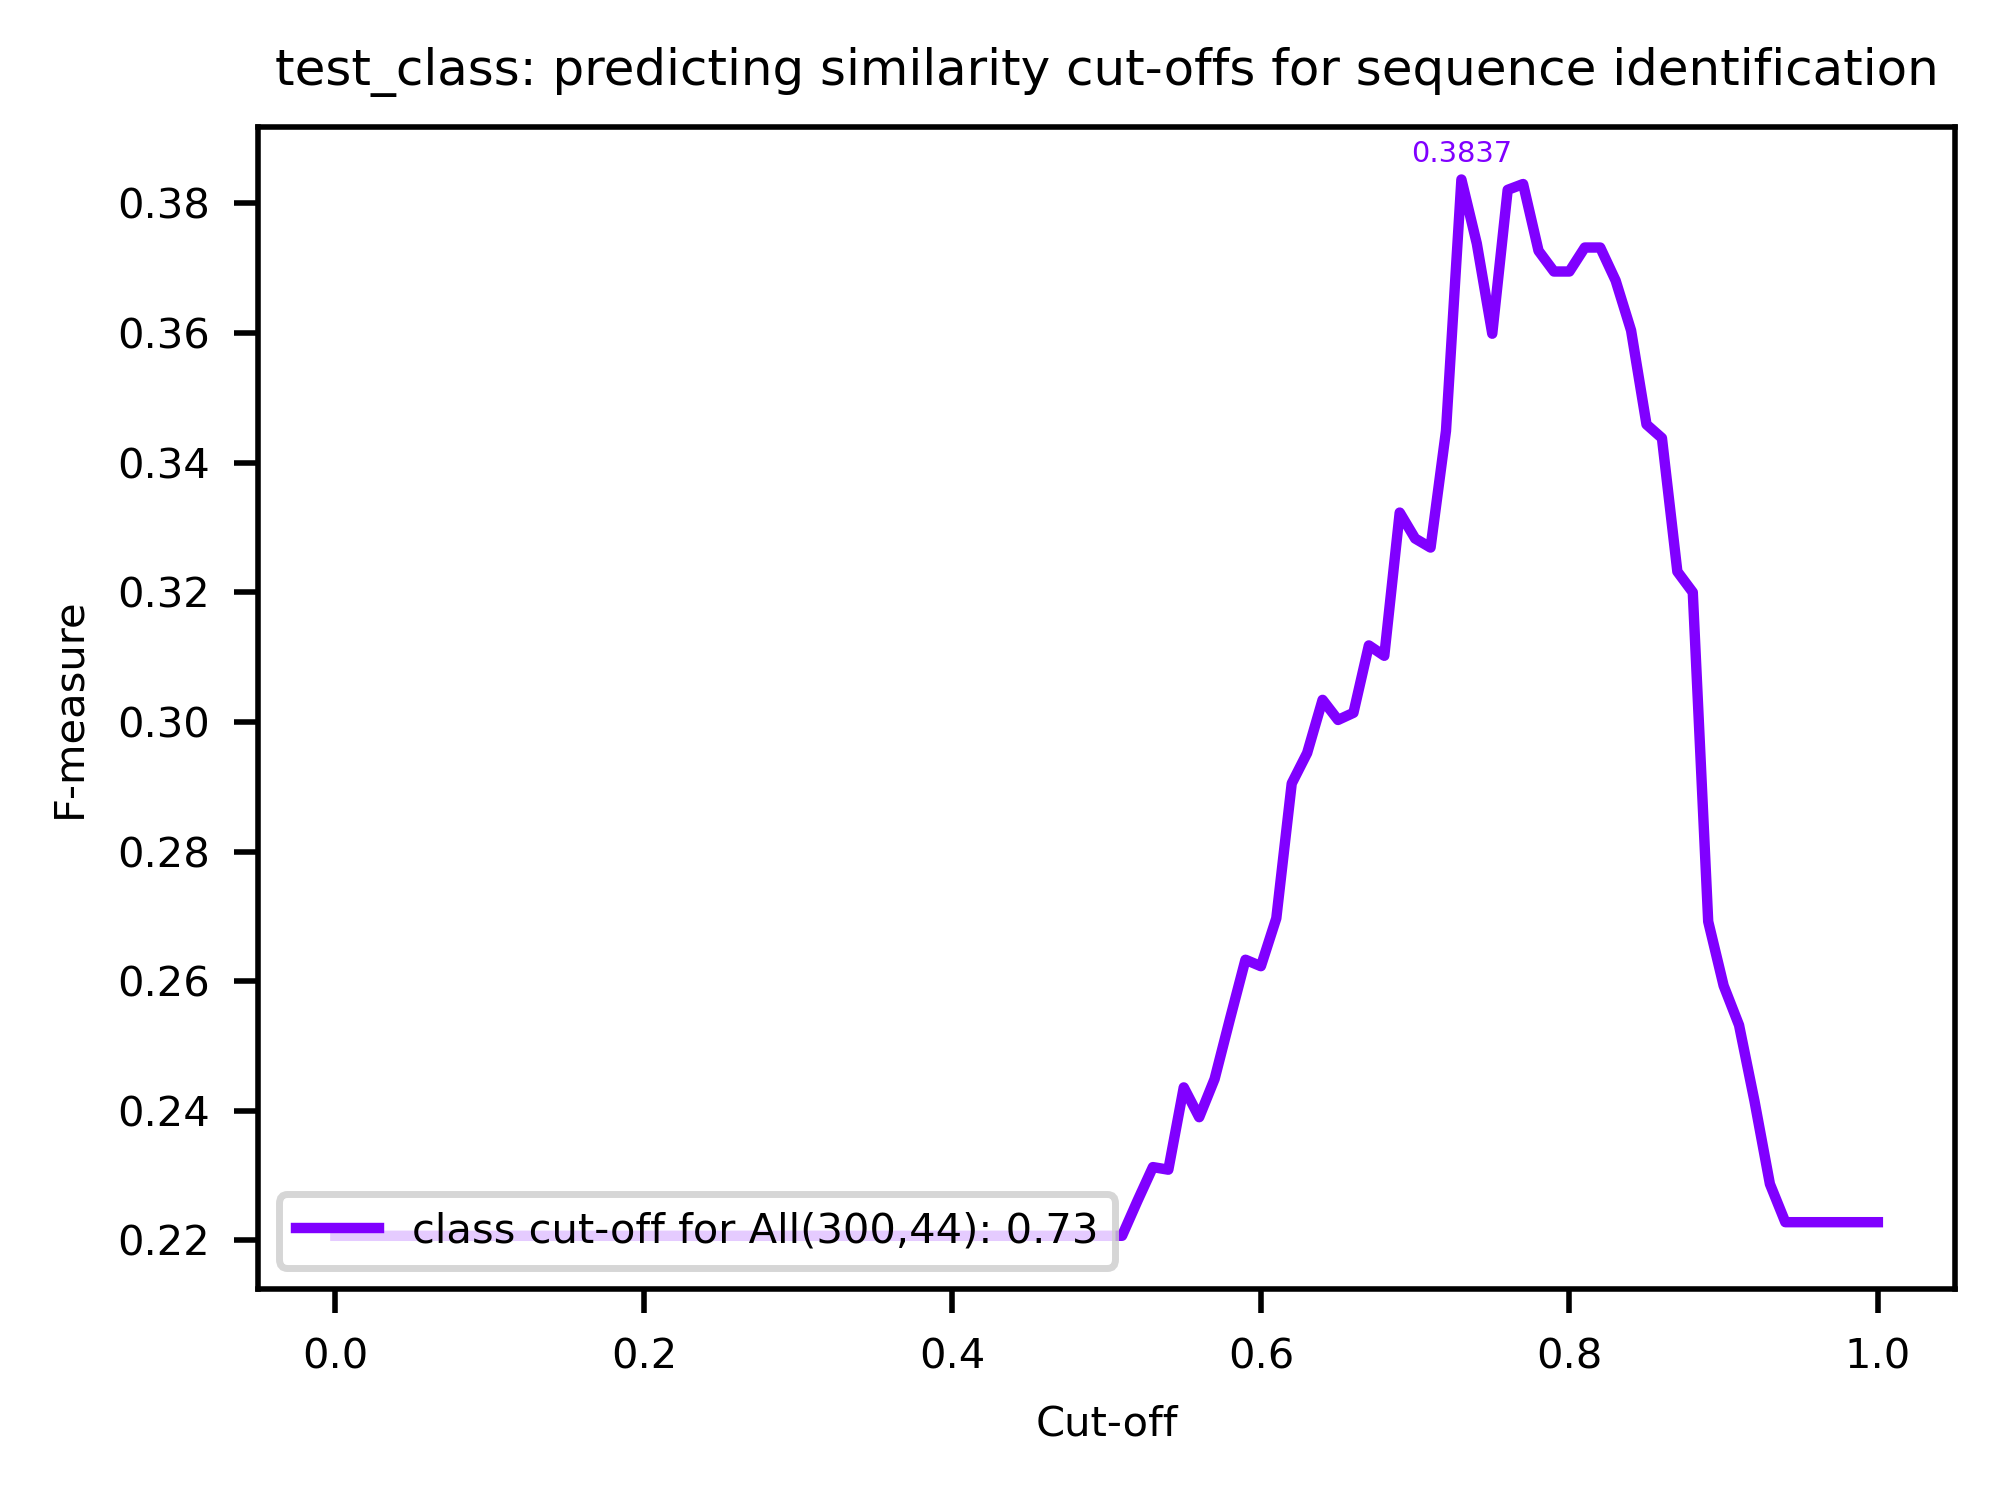 test_class: predicting similarity cut-offs for sequence identification
0.3837
0.38
0.36
0.34
0.32
0.30
0.28
0.26
0.24
0.22
F-measure
class cut-off for All(300,44): 0.73
0.0 0.2 0.4 0.6 0.8 1.0
Cut-off